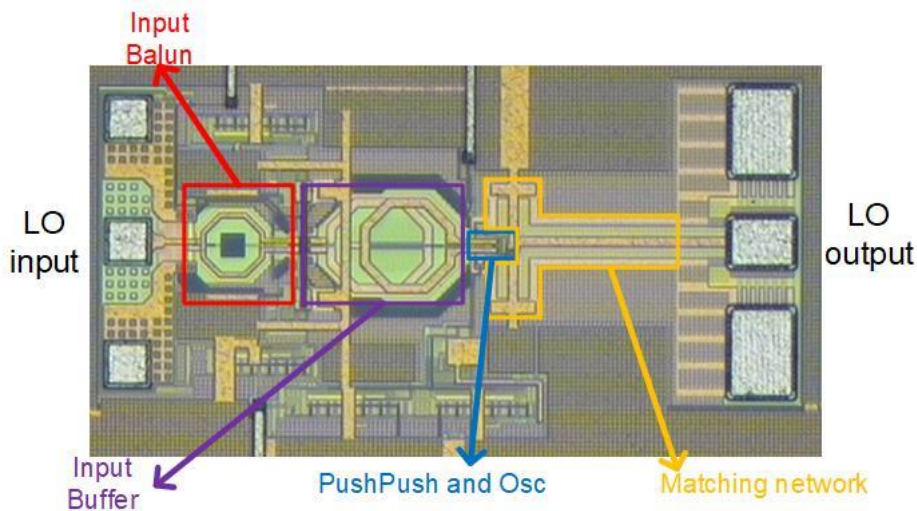 Input
Balun
LO
input
LO
output
Input
Buffer
PushPush and Osc
Matching network